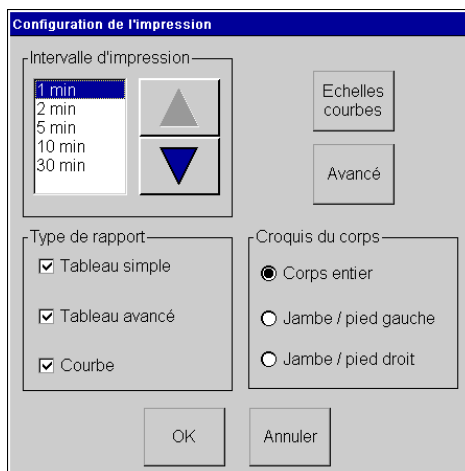 Configuration de l'impression
Intervalle d'impression
1 min
2 min
5 min
10 min
30 min
Echelles
courbes
Avancé
Type de rapport
Tableau simple
Tableau avancé
Courbe
Croquis du corps
Corps entier
Jambe / pied gauche
Jambe / pied droit
OK
Annuler